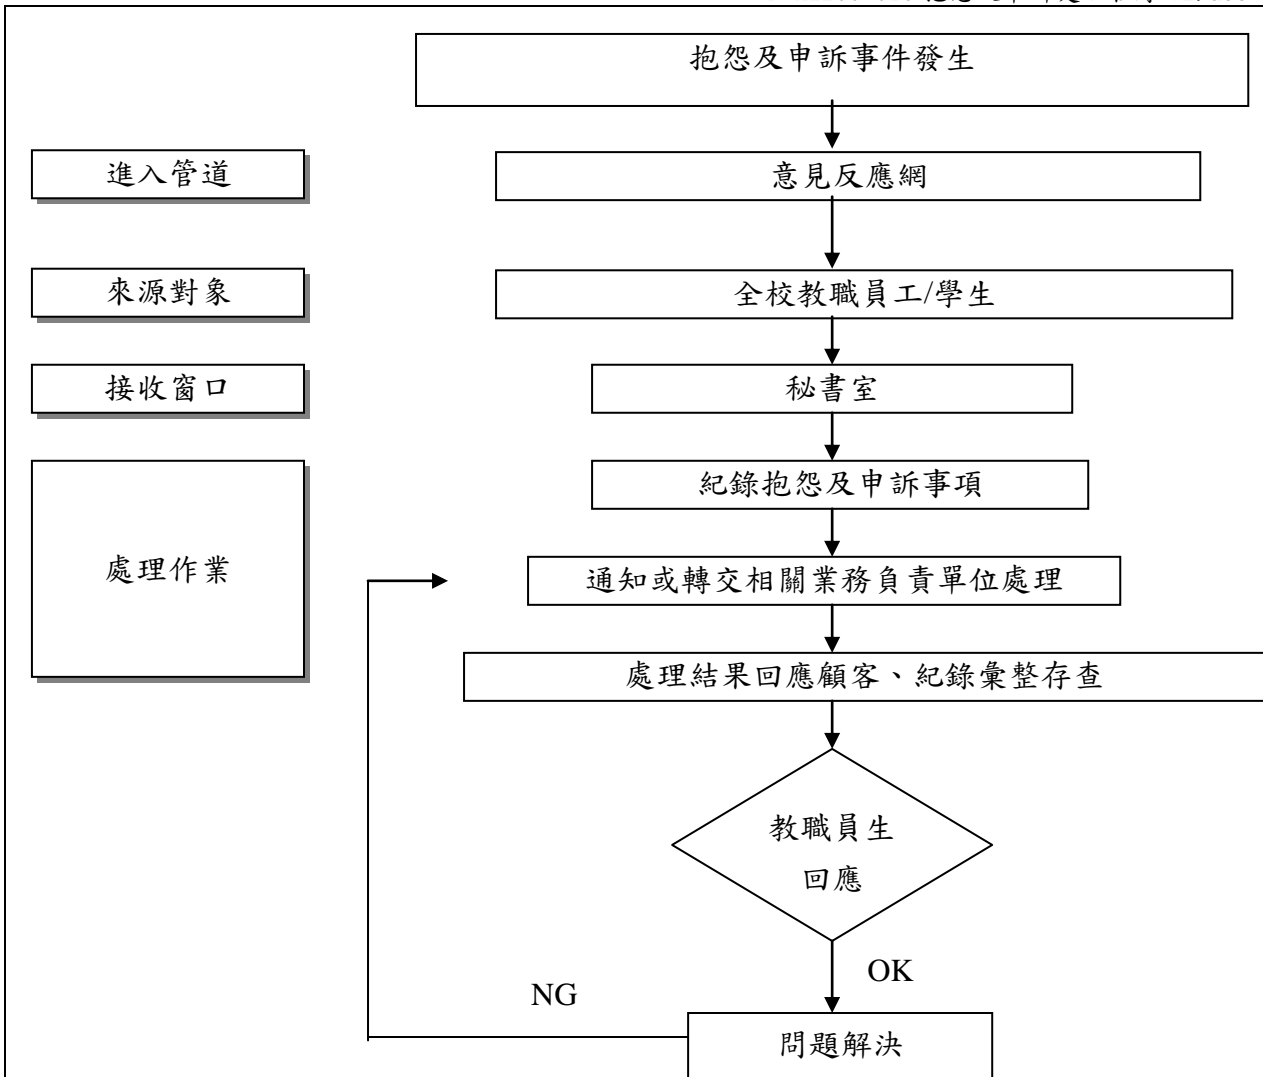 抱怨及申訴事件發生
進入管道
意見反應網
來源對象
全校教職員工/學生
接收窗口
秘書室
紀錄抱怨及申訴事項
處理作業
通知或轉交相關業務負責單位處理
處理結果回應顧客、紀錄彙整存查
教職員生
回應
OK
NG
問題解決